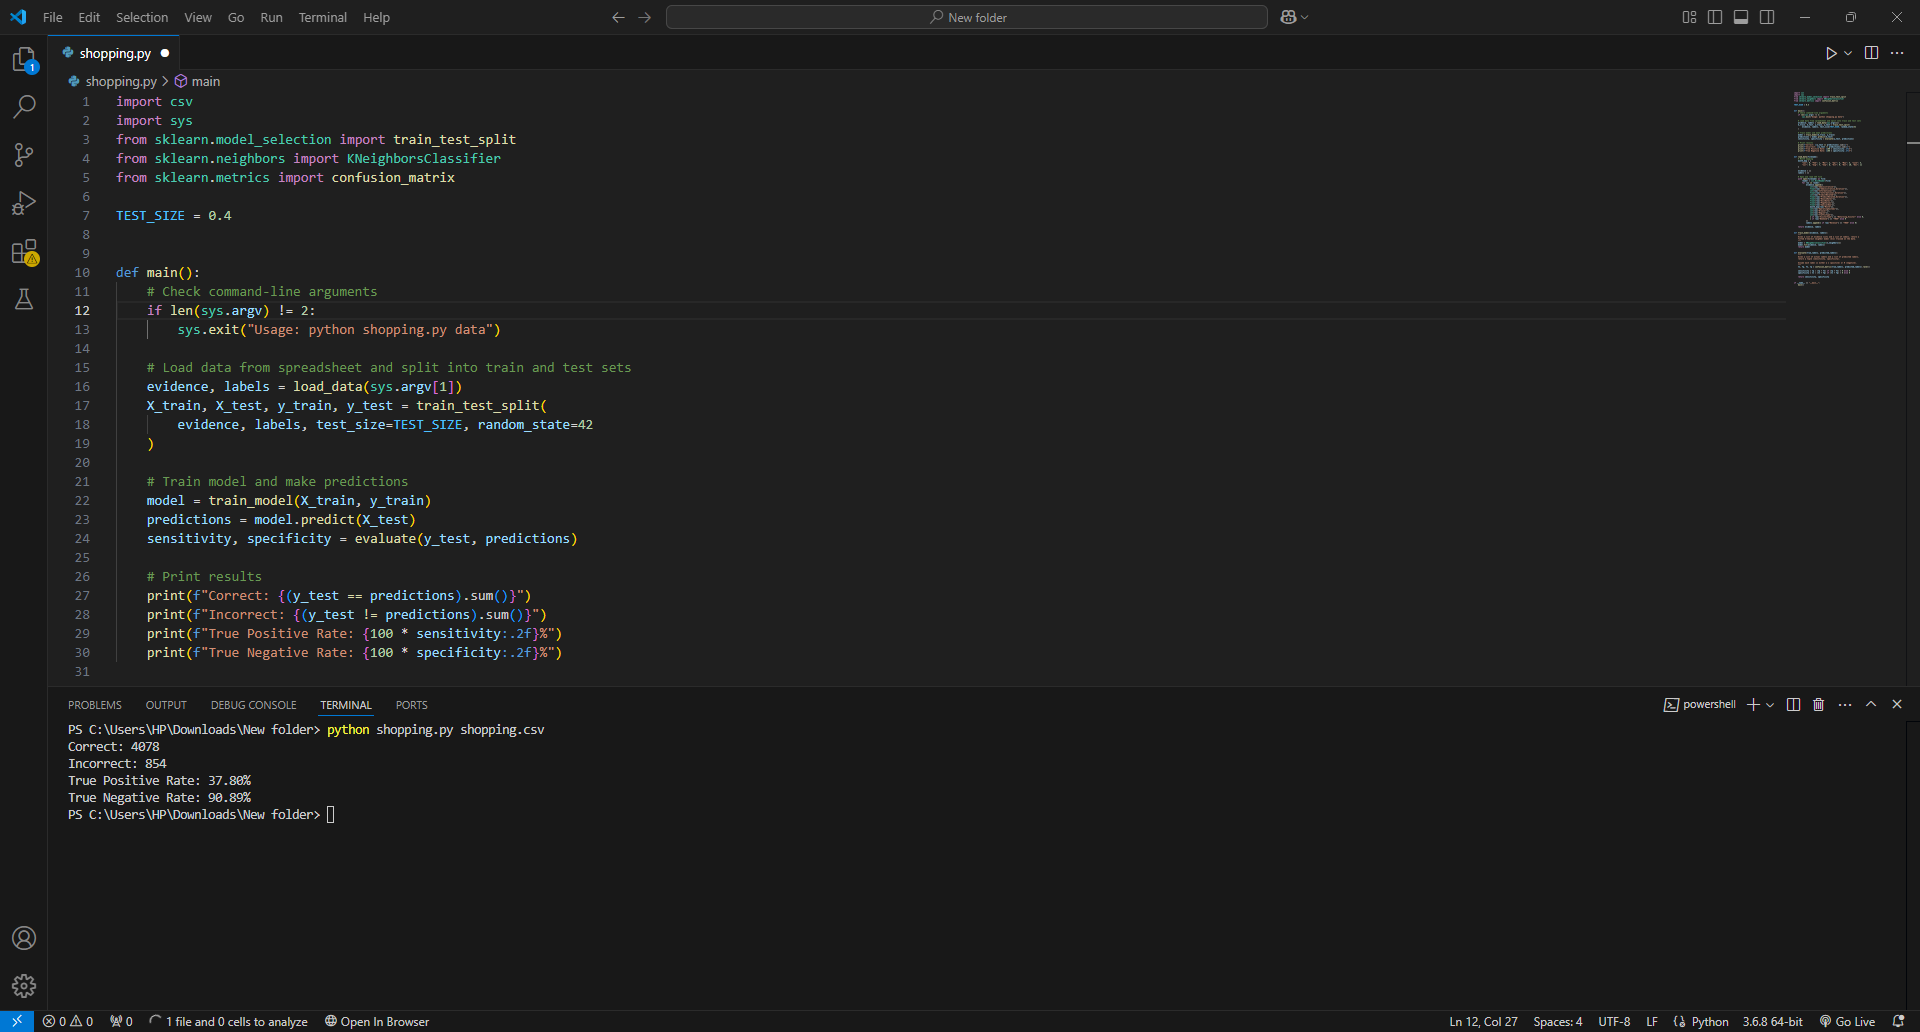 File Edit Selection View Go Run Terminal Help
New folder
shopping.py
shopping.py > main
1 import csv
2 import sys
3 from sklearn.model_selection import train_test_split
4 from sklearn.neighbors import KNeighborsClassifier
5 from sklearn.metrics import confusion_matrix
6
7 TEST_SIZE = 0.4
8
9
10 def main():
11     # Check command-line arguments
12     if len(sys.argv) != 2:
13         sys.exit("Usage: python shopping.py data")
14
15     # Load data from spreadsheet and split into train and test sets
16     evidence, labels = load_data(sys.argv[1])
17     X_train, X_test, y_train, y_test = train_test_split(
18         evidence, labels, test_size=TEST_SIZE, random_state=42
19     )
20
21     # Train model and make predictions
22     model = train_model(X_train, y_train)
23     predictions = model.predict(X_test)
24     sensitivity, specificity = evaluate(y_test, predictions)
25
26     # Print results
27     print(f"Correct: {(y_test == predictions).sum()}")
28     print(f"Incorrect: {(y_test != predictions).sum()}")
29     print(f"True Positive Rate: {100 * sensitivity:.2f}%")
30     print(f"True Negative Rate: {100 * specificity:.2f}%")
31
1
PROBLEMS OUTPUT DEBUG CONSOLE TERMINAL PORTS
powershell
PS C:\Users\HP\Downloads\New folder> python shopping.py shopping.csv
Correct: 4078
Incorrect: 854
True Positive Rate: 37.80%
True Negative Rate: 90.89%
PS C:\Users\HP\Downloads\New folder>
0 0 0 1 file and 0 cells to analyze Open In Browser Ln 12, Col 27 Spaces: 4 UTF-8 LF Python 3.6.8 64-bit Go Live